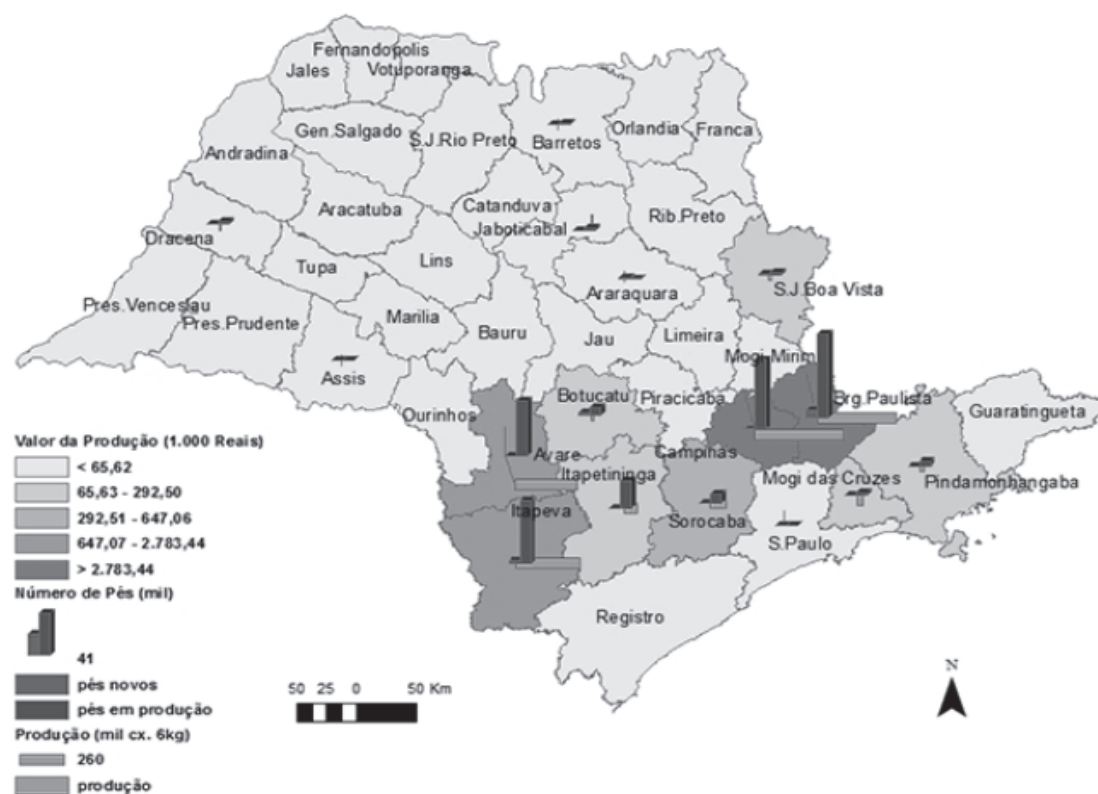 Fernandopolis
Jales
Votuporanga
Gen.Salgado
S.J.Rio Preto
Barretos
Orlandia
Franca
Andradina
Aracatuba
Catanduva
Jaboticabal
Rib.Preto
Dracena
Tupa
Lins
Araraquara
S.J.Boa Vista
Pres.Venceslau
Pres.Prudente
Marilia
Bauru
Jau
Limeira
Assis
Mogi-Mirim
Ourinhos
Botucatu
Piracicaba
Brg.Paulista
Guaratingueta
Avare
Itapetininga
Campinas
Mogi das Cruzes
Pindamonhangaba
Itapeva
Sorocaba
S.Paulo
Registro
Valor da Produção (1.000 Reais)
< 65,62
65,63 - 292,50
292,51 - 647,06
647,07 - 2.783,44
> 2.783,44
Número de Pés (mil)
41
pés novos
pés em produção
Produção (mil cx. 6kg)
260
produção
50 25 0 50 Km
N